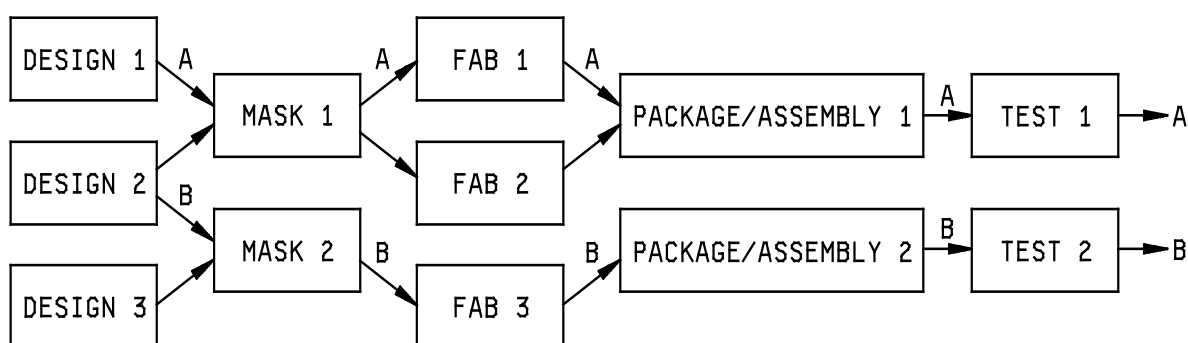 DESIGN 1
A
A
FAB 1
A
MASK 1
PACKAGE/ASSEMBLY 1
A
TEST 1
A
DESIGN 2
FAB 2
B
MASK 2
B
B
PACKAGE/ASSEMBLY 2
B
TEST 2
B
DESIGN 3
FAB 3